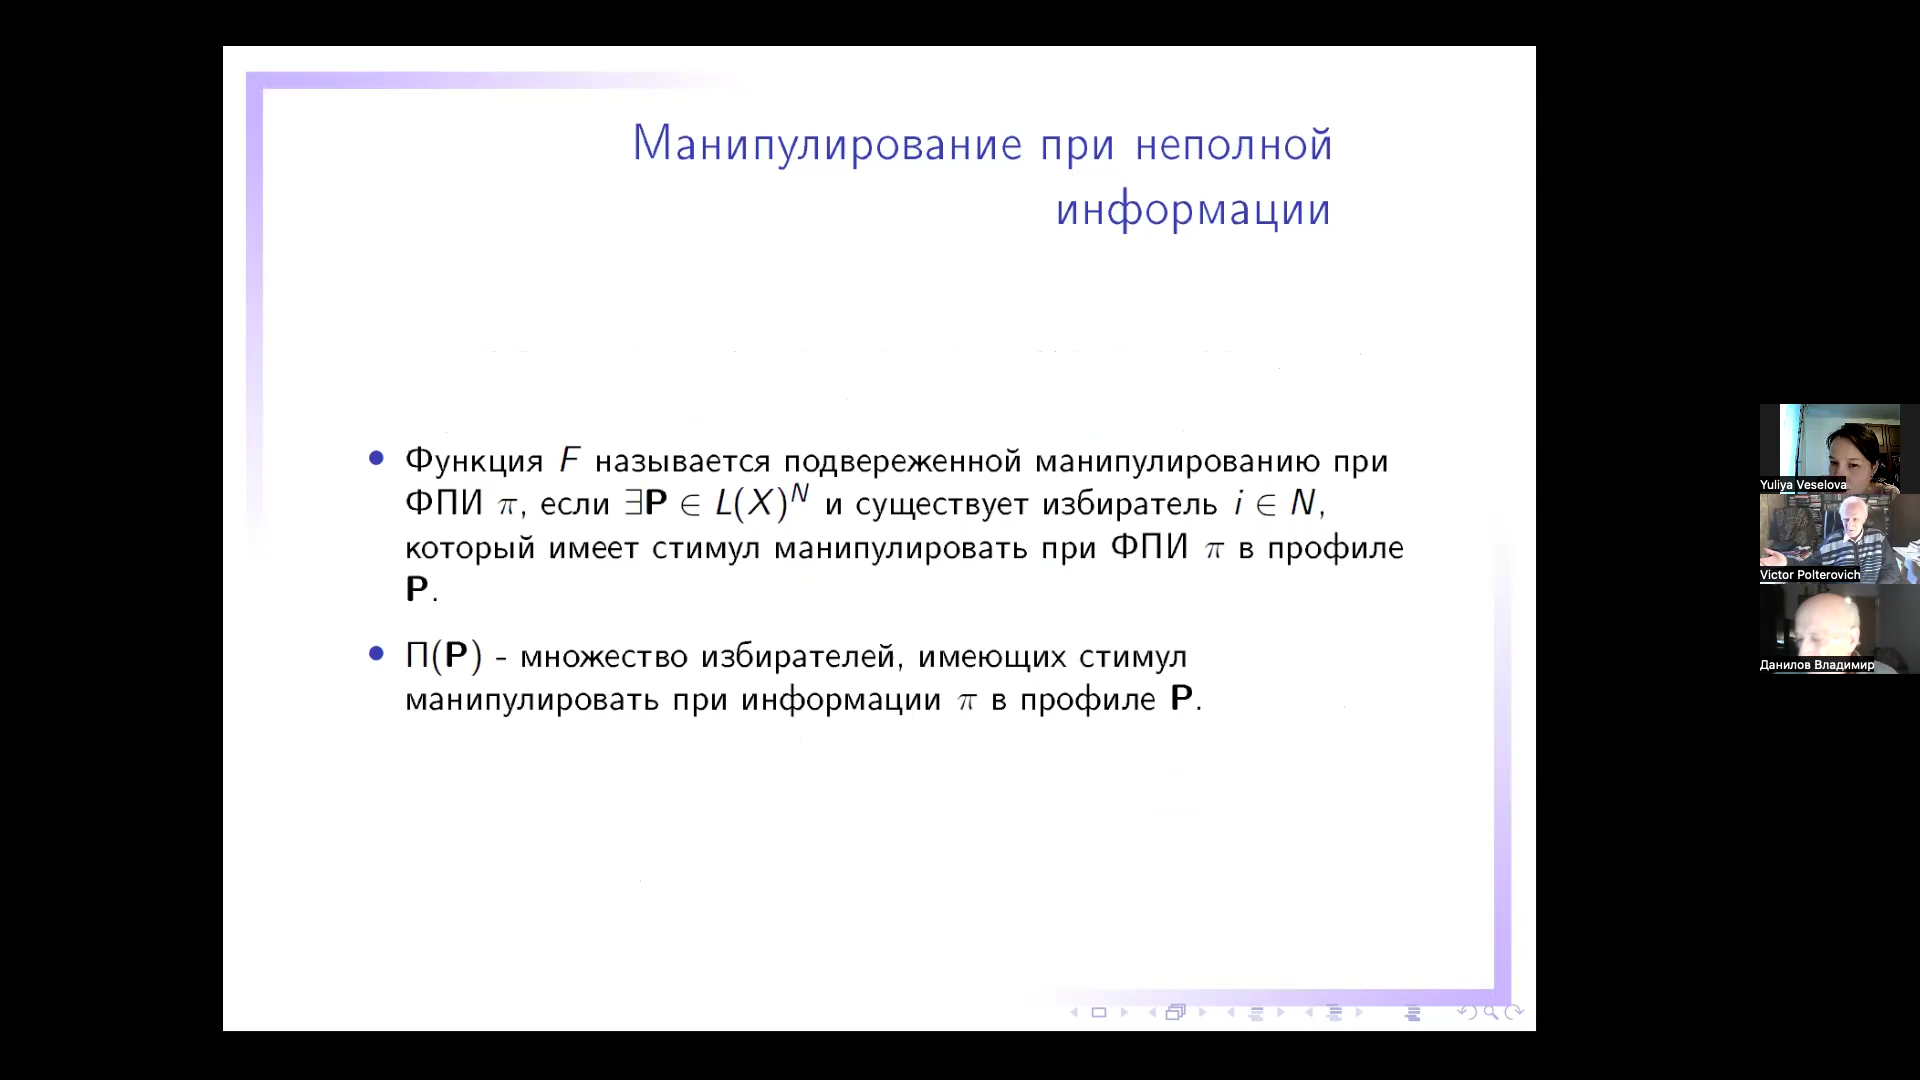 Манипулирование при неполной
информации
Функция F называется подвереженной манипулированию при
ФПИ π, если ∃P ∈ L(X)^N и существует избиратель i ∈ N,
который имеет стимул манипулировать при ФПИ π в профиле
P.
П(P) - множество избирателей, имеющих стимул
манипулировать при информации π в профиле P.
Yuliya Veselova
Victor Polterovich
Данилов Владимир